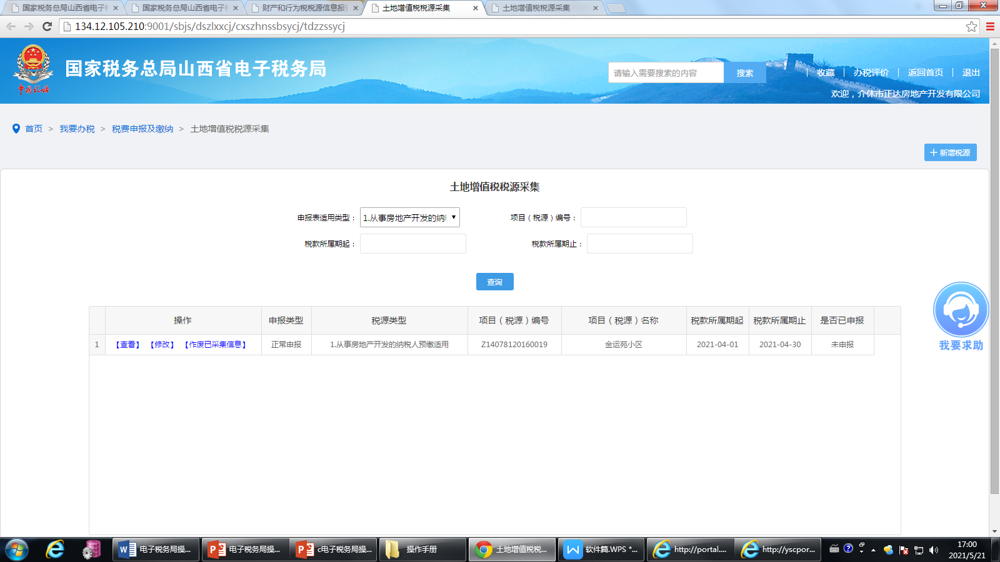 国家税务总局山西省电子税
国家税务总局山西省电子税
财产和行为税税源信息报告
土地增值税税源采集
土地增值税税源采集
134.12.105.210:9001/sbjs/dszlxxcj/cxszhnssbsycj/tdzzssycj
中国税务
国家税务总局山西省电子税务局
请输入需要搜索的内容
搜索
收藏
办税评价
返回首页
退出
欢迎，介休市正达房地产开发有限公司
首页 > 我要办税 > 税费申报及缴纳 > 土地增值税税源采集
新增税源
土地增值税税源采集
申报表适用类型： 1.从事房地产开发的纳税 项目（税源）编号：
税款所属期起： 税款所属期止：
查询
操作 申报类型 税源类型 项目（税源）编号 项目（税源）名称 税款所属期起 税款所属期止 是否已申报
1 【查看】 【修改】 【作废已采集信息】 正常申报 1.从事房地产开发的纳税人预缴适用 Z14078120160019 金运苑小区 2021-04-01 2021-04-30 未申报
我要求助
电子税务局操...
电子税务局操...
c电子税务局操...
操作手册
土地增值税税...
软件篇.WPS *...
http://portal....
http://yscpor...
17:00
2021/5/21